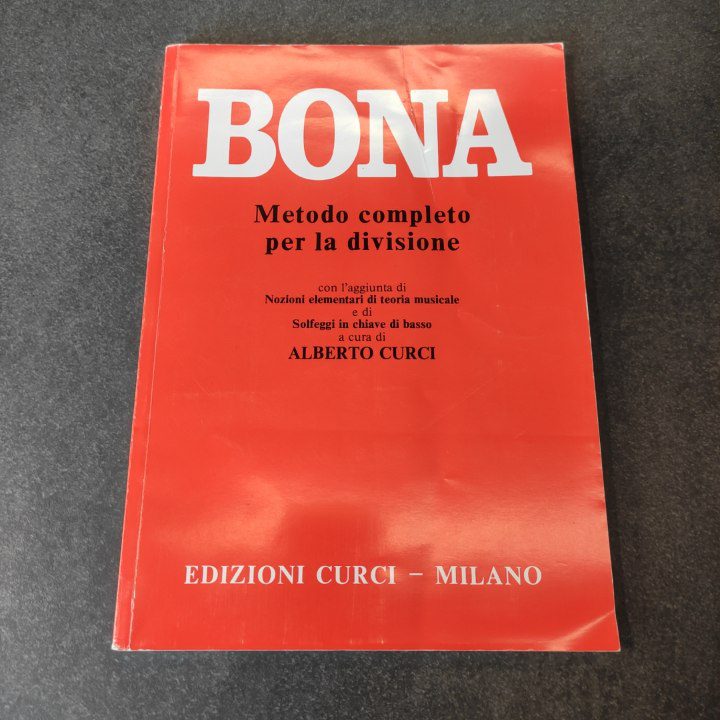 BONA
Metodo completo
per la divisione
con l'aggiunta di
Nozioni elementari di teoria musicale
e di
Solfeggi in chiave di basso
a cura di
ALBERTO CURCI
EDIZIONI CURCI – MILANO